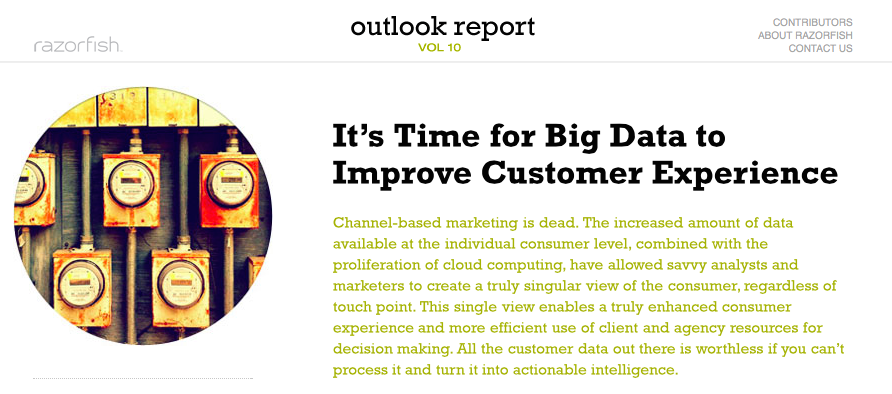 razorfish.
outlook report
VOL 10
CONTRIBUTORS
ABOUT RAZORFISH
CONTACT US
It's Time for Big Data to
Improve Customer Experience
Channel-based marketing is dead. The increased amount of data
available at the individual consumer level, combined with the
proliferation of cloud computing, have allowed savvy analysts and
marketers to create a truly singular view of the consumer, regardless of
touch point. This single view enables a truly enhanced consumer
experience and more efficient use of client and agency resources for
decision making. All the customer data out there is worthless if you can't
process it and turn it into actionable intelligence.